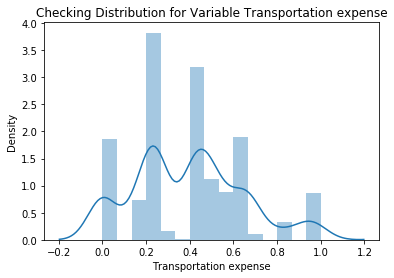 Checking Distribution for Variable Transportation expense
4.0
3.5
3.0
2.5
2.0
1.5
1.0
0.5
0.0
Density
−0.2 0.0 0.2 0.4 0.6 0.8 1.0 1.2
Transportation expense